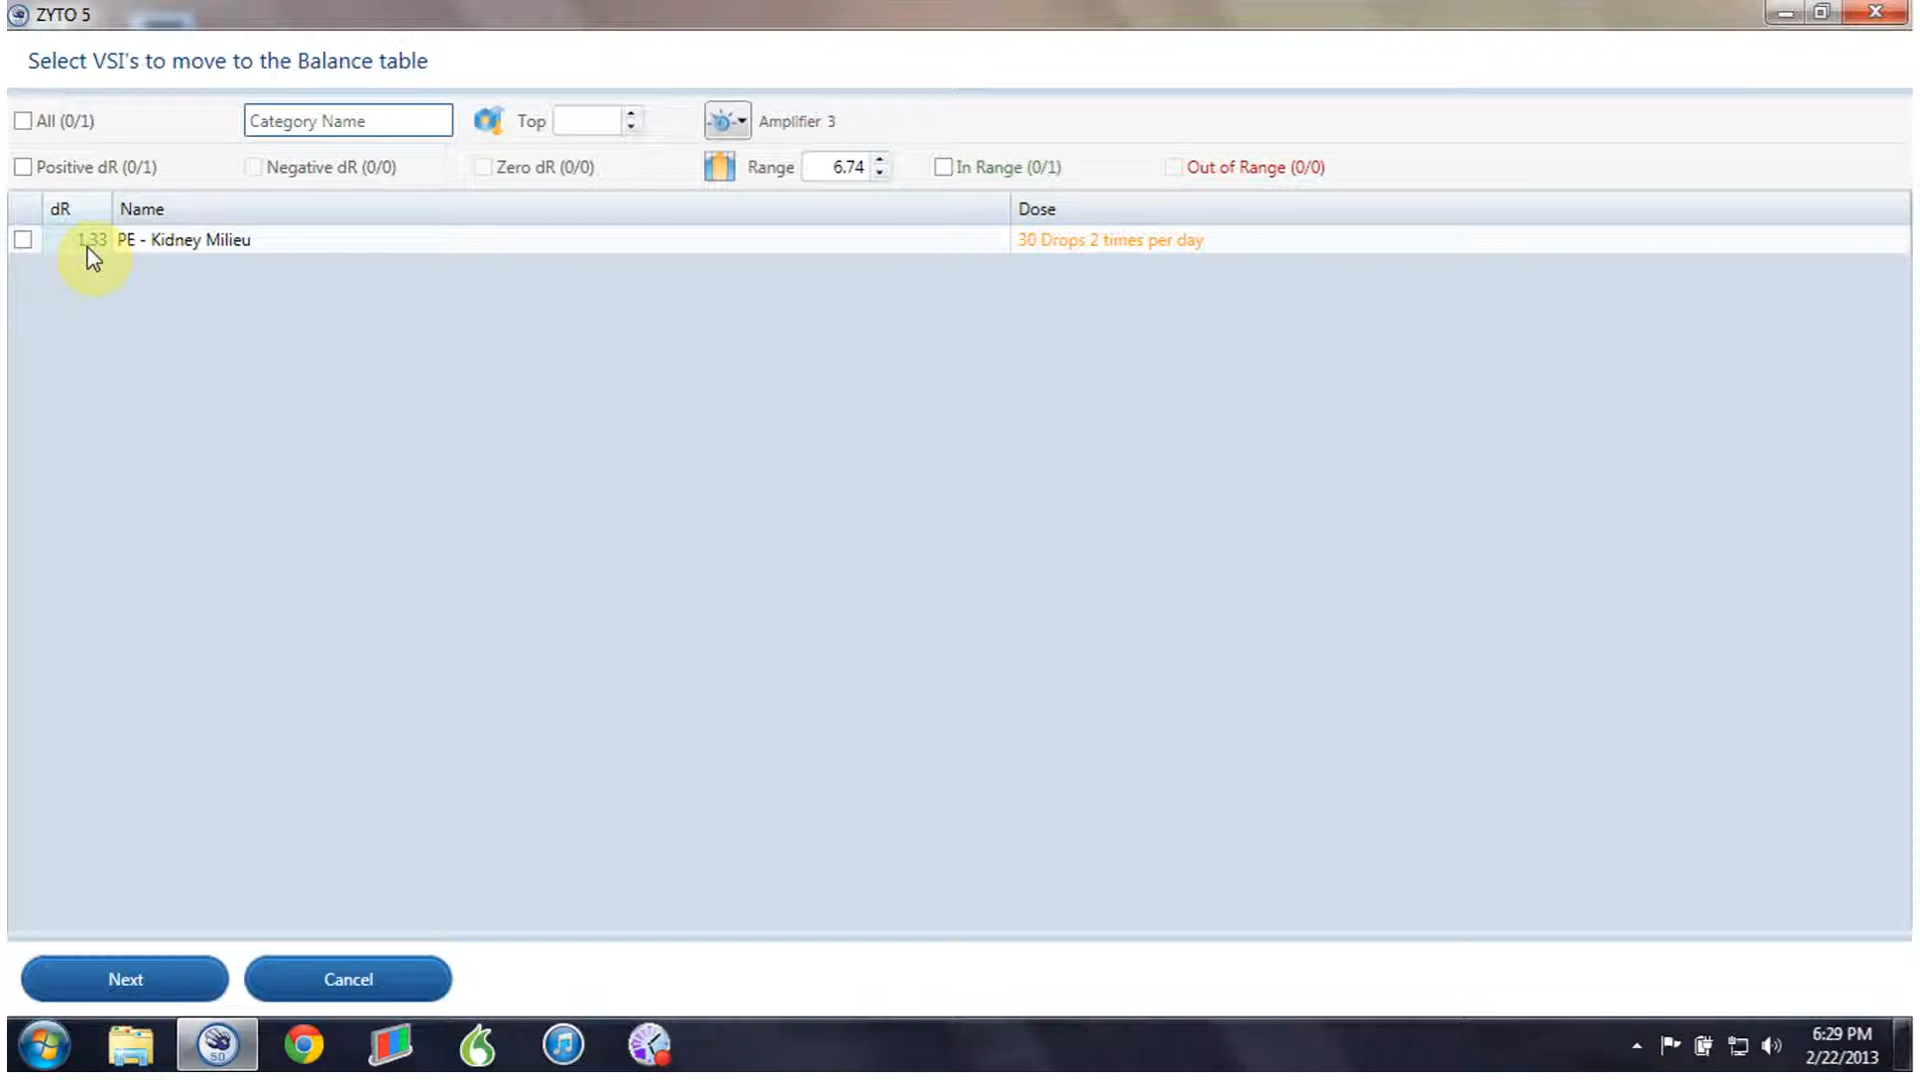 ZYTO 5
Select VSI's to move to the Balance table
All (0/1) Category Name Top Amplifier 3
Positive dR (0/1) Negative dR (0/0) Zero dR (0/0) Range 6.74 In Range (0/1) Out of Range (0/0)
dR Name Dose
1.33 PE - Kidney Milieu 30 Drops 2 times per day
Next Cancel
6:29 PM
2/22/2013